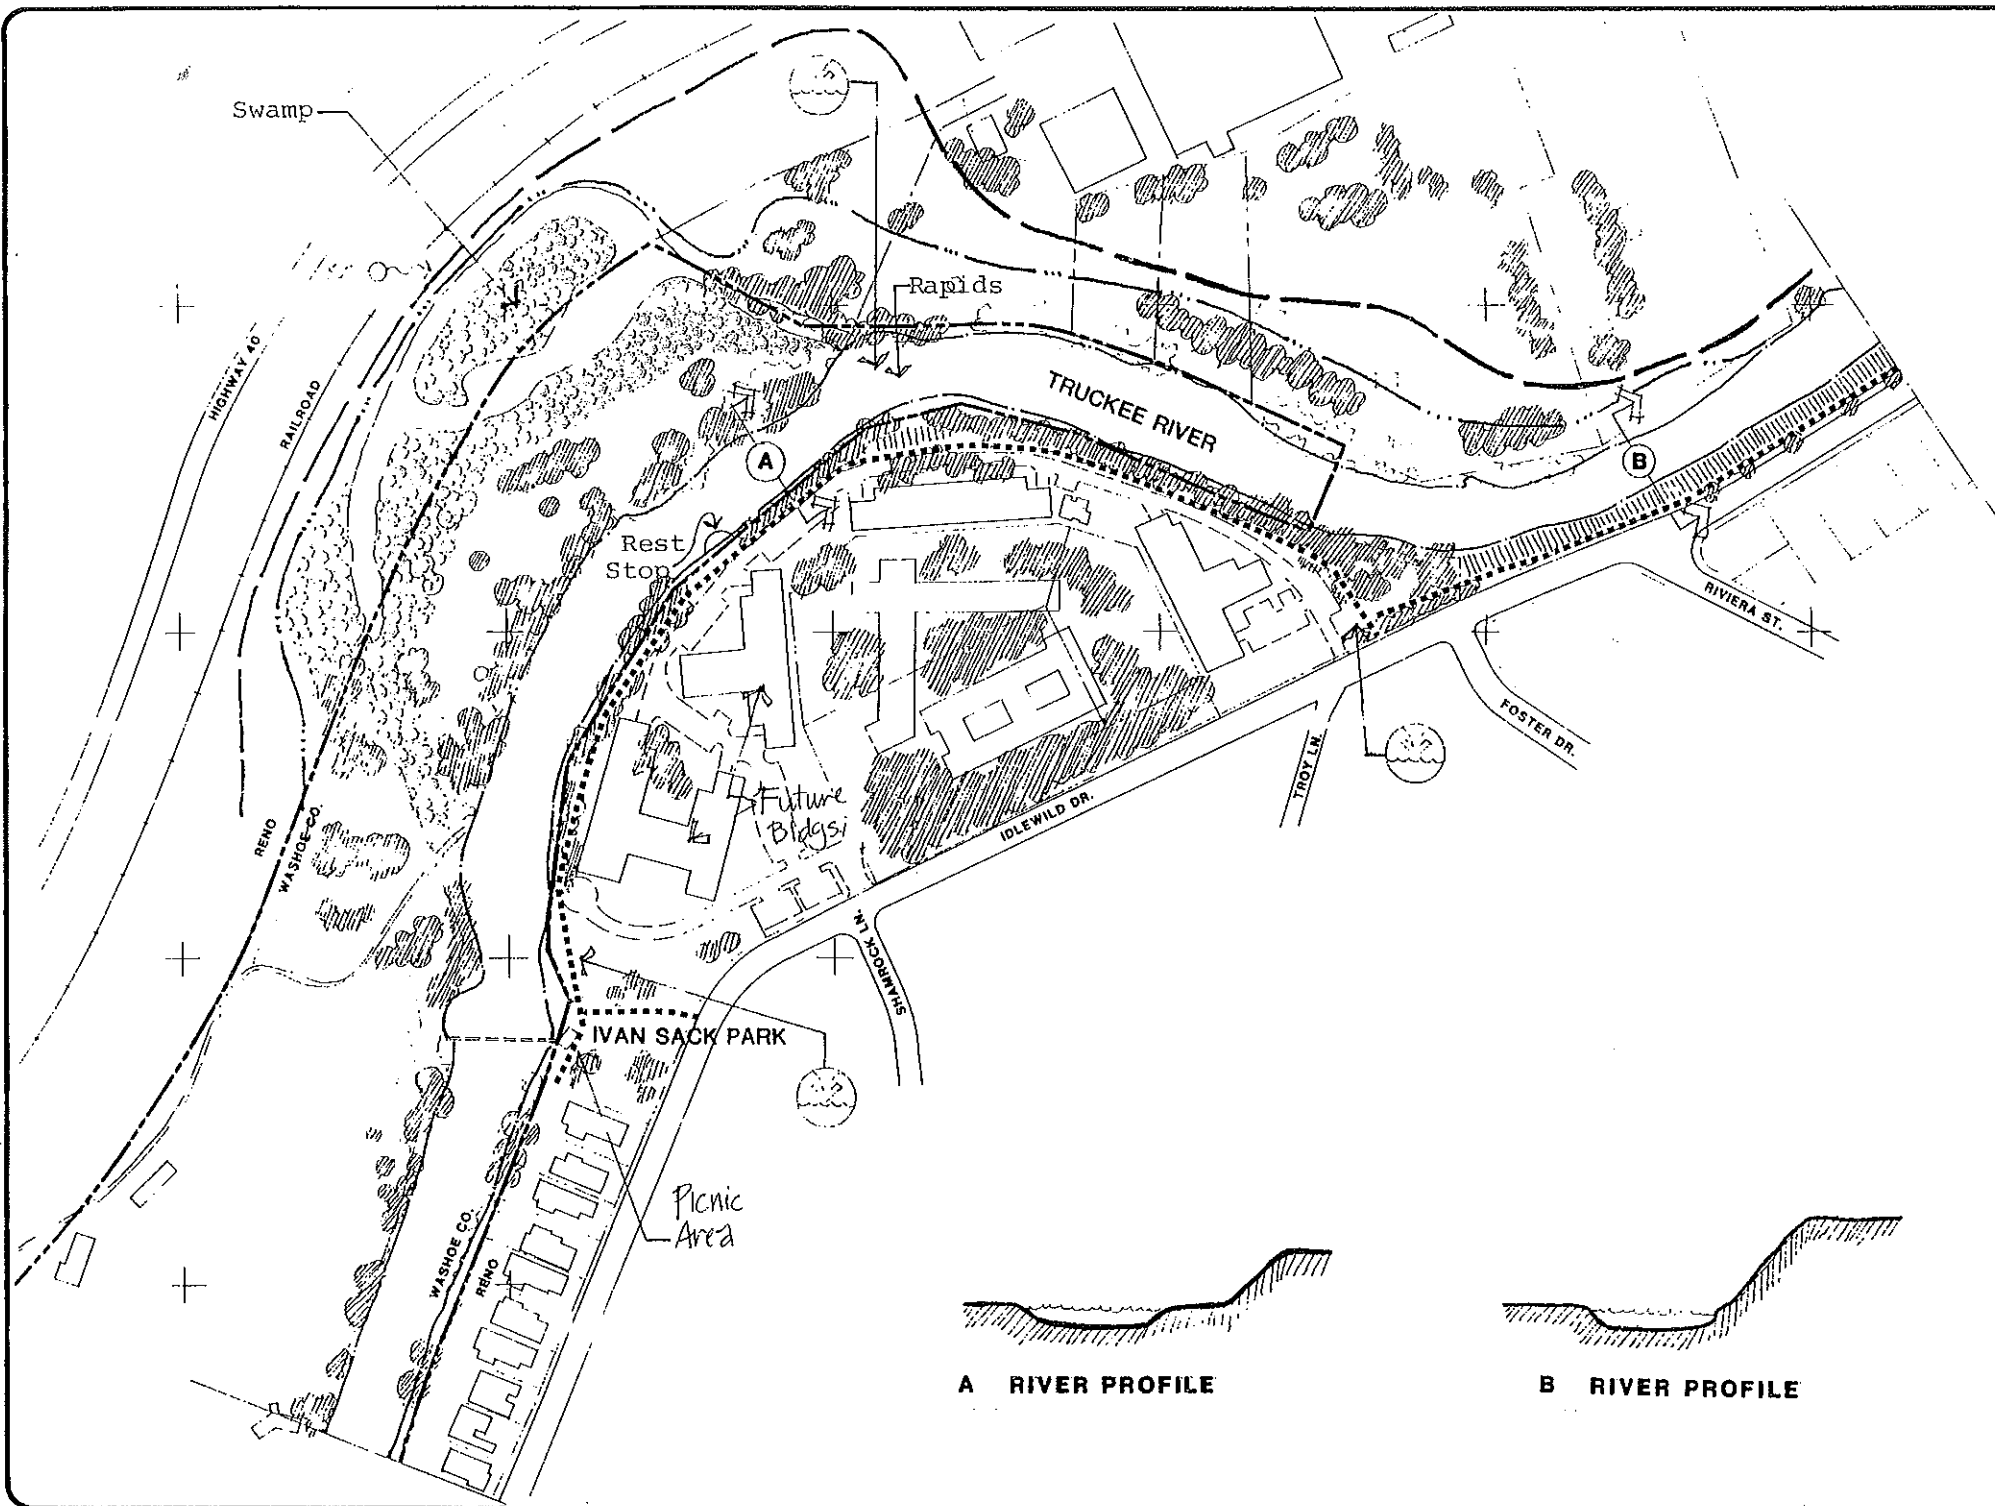 Swamp
Rapids
HIGHWAY 40
RAILROAD
TRUCKEE RIVER
A
B
Rest
Stop
RIVIERA ST.
FOSTER DR.
TROY LN.
Future
Bldgs.
IDLEWILD DR.
RENO
WASHOE CO.
SHAMROCK LN.
IVAN SACK PARK
Picnic
Area
WASHOE CO.
RENO
A RIVER PROFILE
B RIVER PROFILE